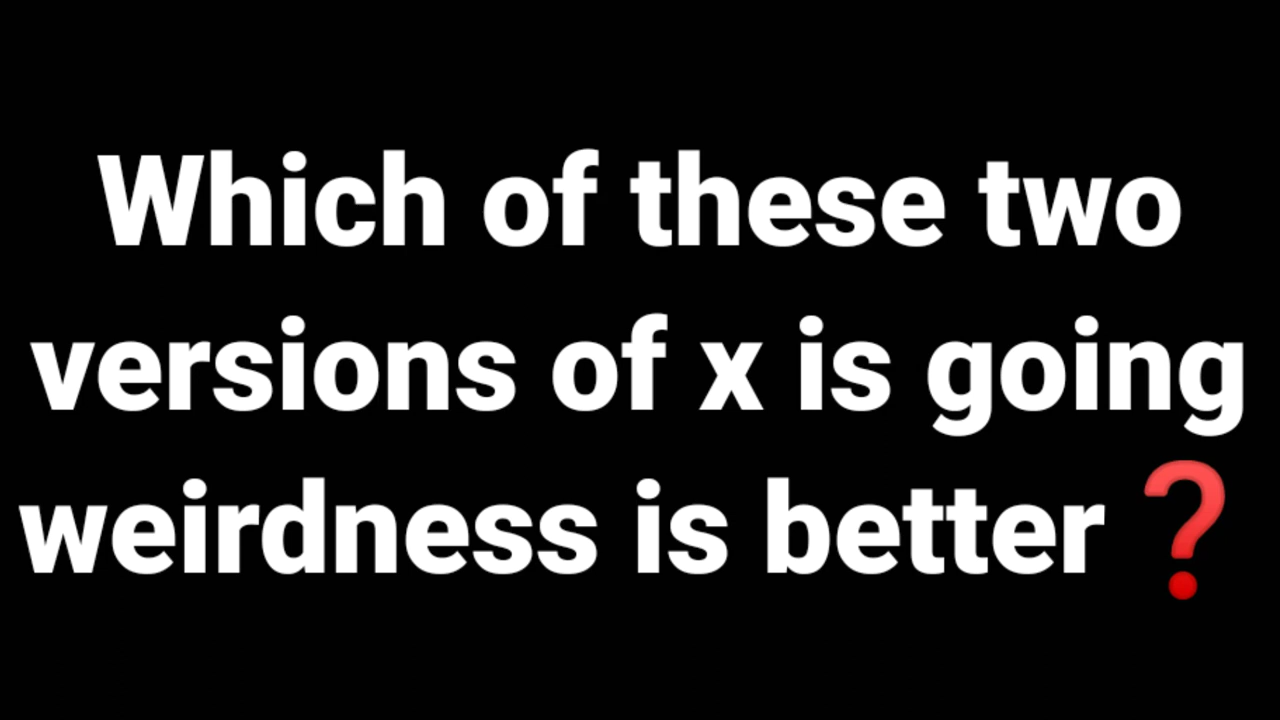 Which of these two
versions of x is going
weirdness is better❓